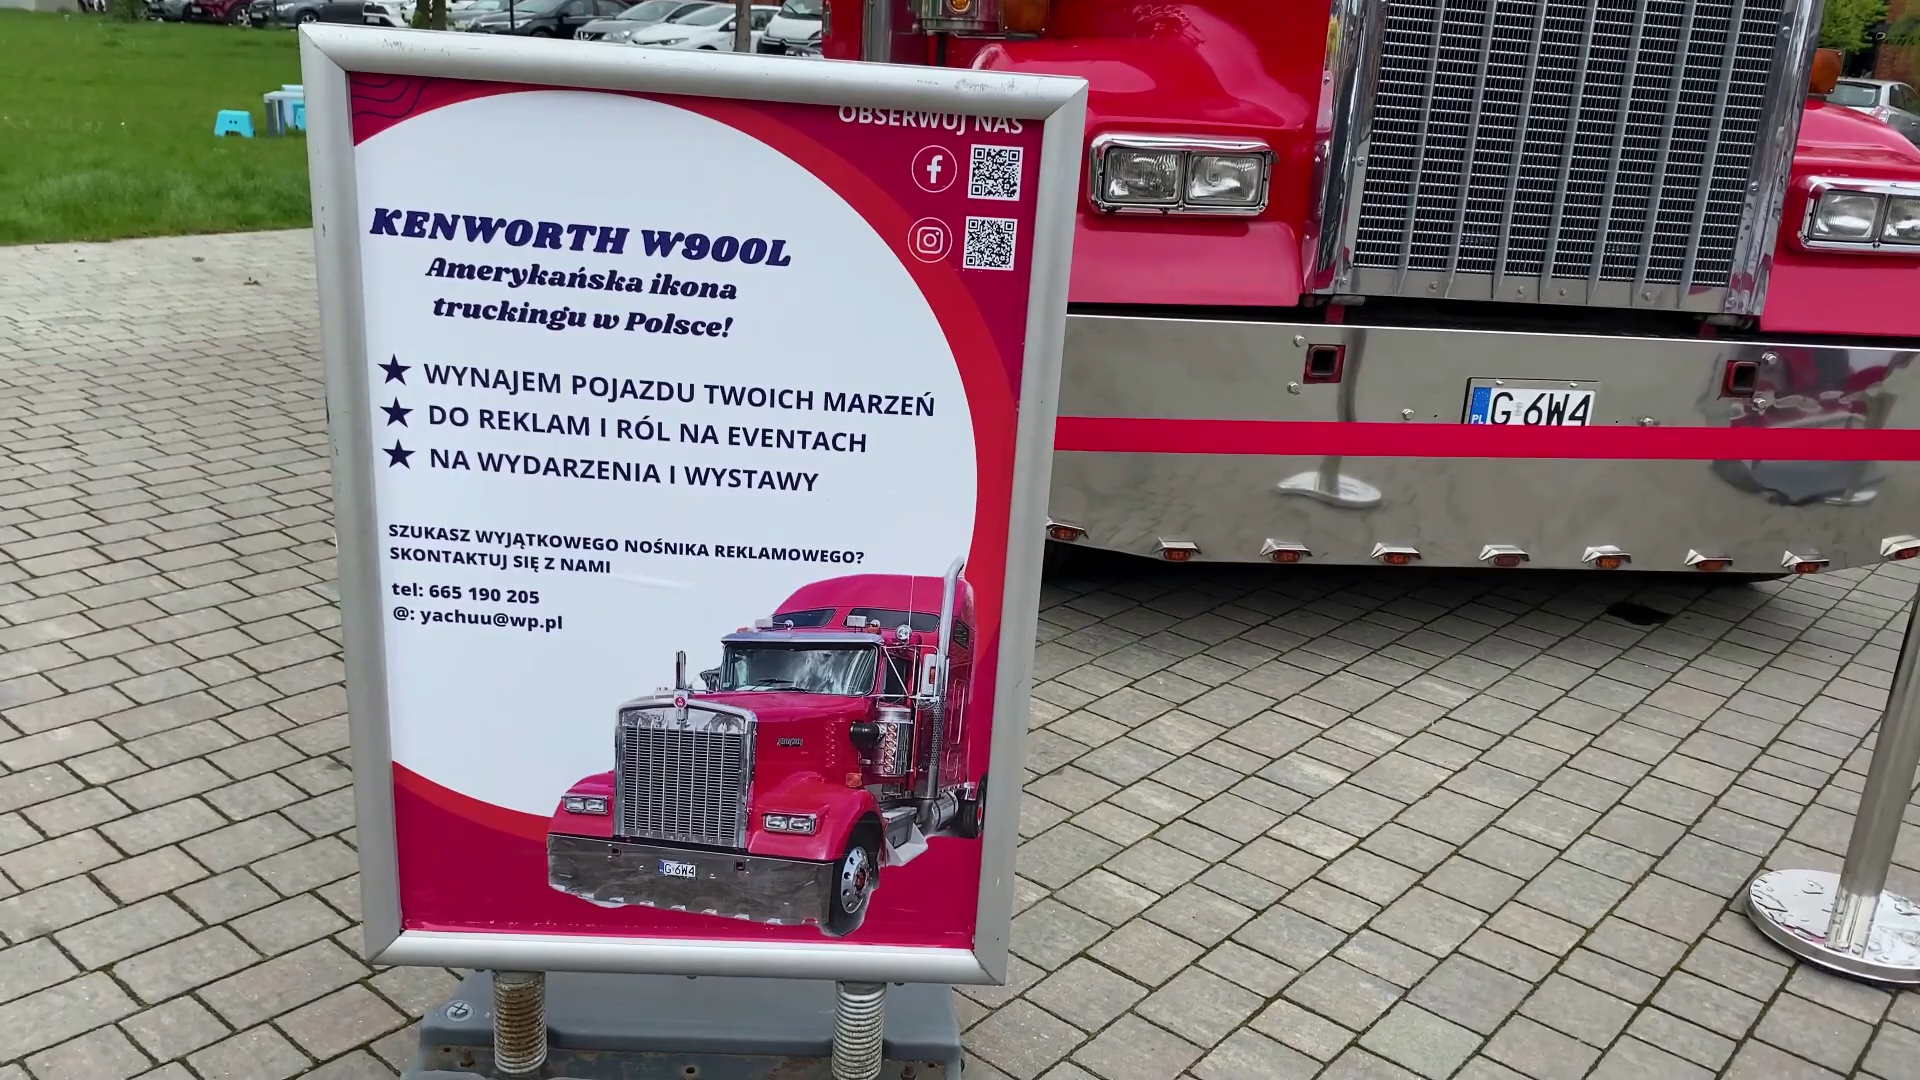 OBSERWUJ NAS
KENWORTH W900L
Amerykańska ikona
truckingu w Polsce!
★ WYNAJEM POJAZDU TWOICH MARZEŃ
★ DO REKLAM I RÓL NA EVENTACH
★ NA WYDARZENIA I WYSTAWY
SZUKASZ WYJĄTKOWEGO NOŚNIKA REKLAMOWEGO?
SKONTAKTUJ SIĘ Z NAMI
tel: 665 190 205
@: yachuu@wp.pl
G 6W4
PL G 6W4